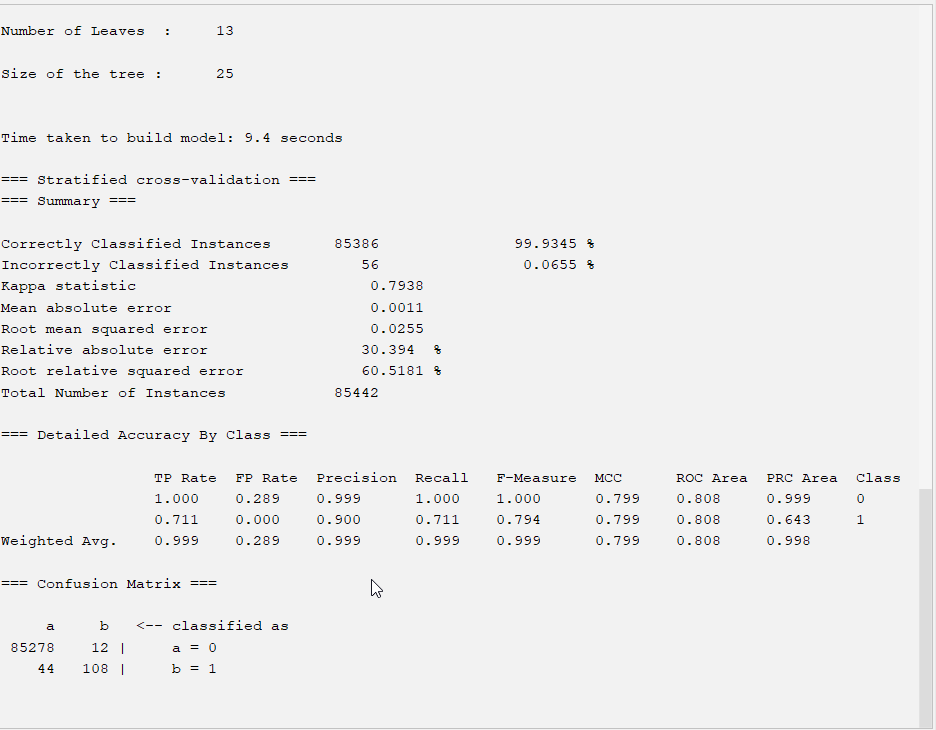 Number of Leaves  :     13
Size of the tree :      25
Time taken to build model: 9.4 seconds
=== Stratified cross-validation ===
=== Summary ===
Correctly Classified Instances       85386               99.9345 %
Incorrectly Classified Instances        56                0.0655 %
Kappa statistic                          0.7938
Mean absolute error                      0.0011
Root mean squared error                  0.0255
Relative absolute error                 30.394  %
Root relative squared error             60.5181 %
Total Number of Instances            85442
=== Detailed Accuracy By Class ===
                 TP Rate  FP Rate  Precision  Recall   F-Measure  MCC      ROC Area  PRC Area  Class
                 1.000    0.289    0.999      1.000    1.000      0.799    0.808     0.999     0
                 0.711    0.000    0.900      0.711    0.794      0.799    0.808     0.643     1
Weighted Avg.    0.999    0.289    0.999      0.999    0.999      0.799    0.808     0.998
=== Confusion Matrix ===
     a     b   <-- classified as
 85278    12 |     a = 0
    44   108 |     b = 1